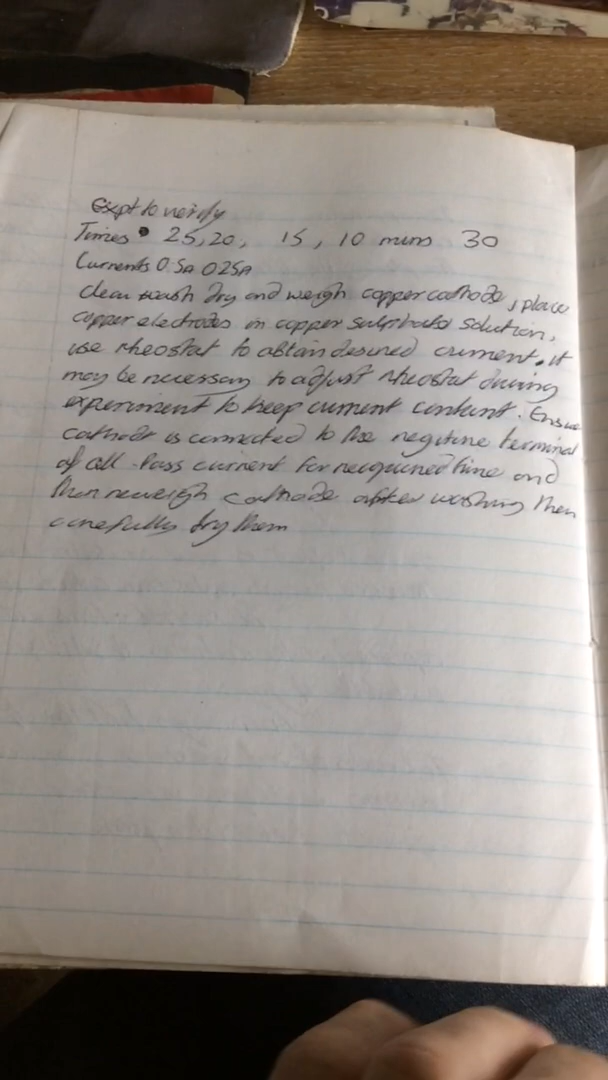 Expt to verify
Times 25, 20, 15, 10 mins 30
Currents 0.5A 0.25A
clean wash dry and weigh copper cathode, place
copper electrodes in copper sulphate solution,
use rheostat to obtain desired current. it
may be necessary to adjust rheostat during
experiment to keep current contant. Ensure
cathode is connected to the negitive terminal
of cell. Pass current for required time and
then reweigh cathode after washing then
carefully dry them